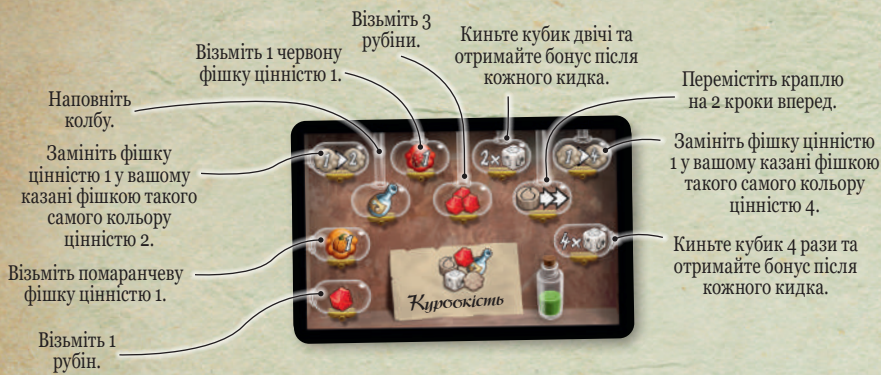 Візьміть 3
рубіни.
Візьміть 1 червону
фішку цінністю 1.
Киньте кубик двічі та
отримайте бонус після
кожного кидка.
Перемістіть краплю
на 2 кроки вперед.
Наповніть
колбу.
Замініть фішку
цінністю 1 у вашому
казані фішкою такого
самого кольору
цінністю 2.
Замініть фішку цінністю
1 у вашому казані фішкою
такого самого кольору
цінністю 4.
Візьміть помаранчеву
фішку цінністю 1.
Киньте кубик 4 рази та
отримайте бонус після
кожного кидка.
Візьміть 1
рубін.
1 2
1
2×
1 4
1
4×
Куроокість